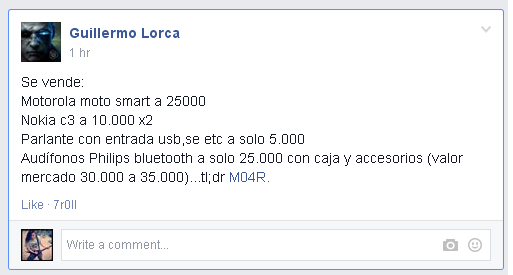 Guillermo Lorca
1 hr
Se vende:
Motorola moto smart a 25000
Nokia c3 a 10.000 x2
Parlante con entrada usb,se etc a solo 5.000
Audífonos Philips bluetooth a solo 25.000 con caja y accesorios (valor
mercado 30.000 a 35.000)...tl;dr M04R.
Like · 7r0ll
Write a comment...